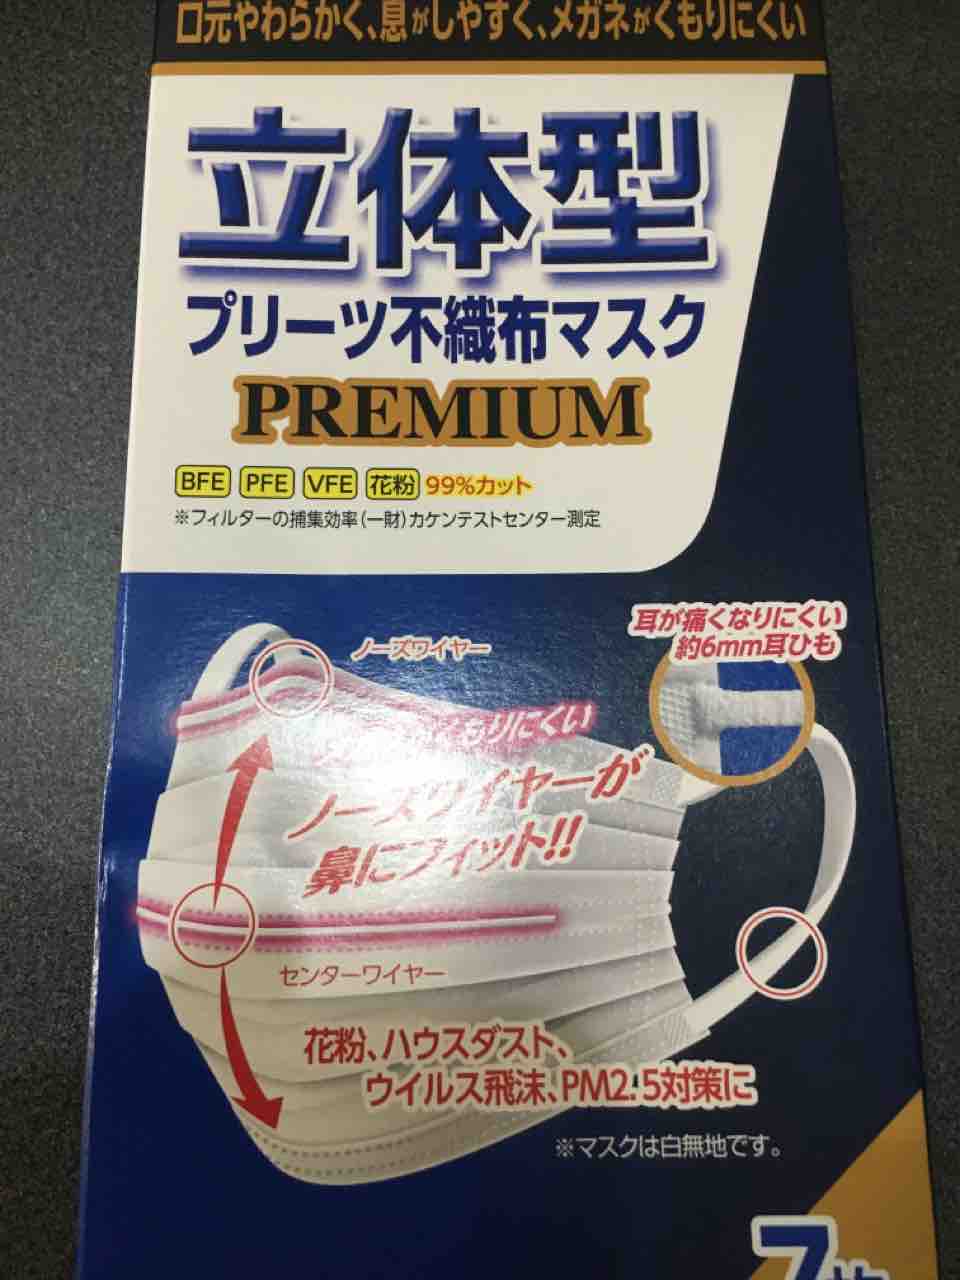 口元やわらかく、息がしやすく、メガネがくもりにくい
立体型
プリーツ不織布マスク
PREMIUM
BFE PFE VFE 花粉 99%カット
※フィルターの捕集効率(一財)カケンテストセンター測定
耳が痛くなりにくい
約6mm耳ひも
ノーズワイヤー
くもりにくい
ノーズワイヤーが
鼻にフィット!!
センターワイヤー
花粉、ハウスダスト、
ウイルス飛沫、PM2.5対策に
※マスクは白無地です。
7